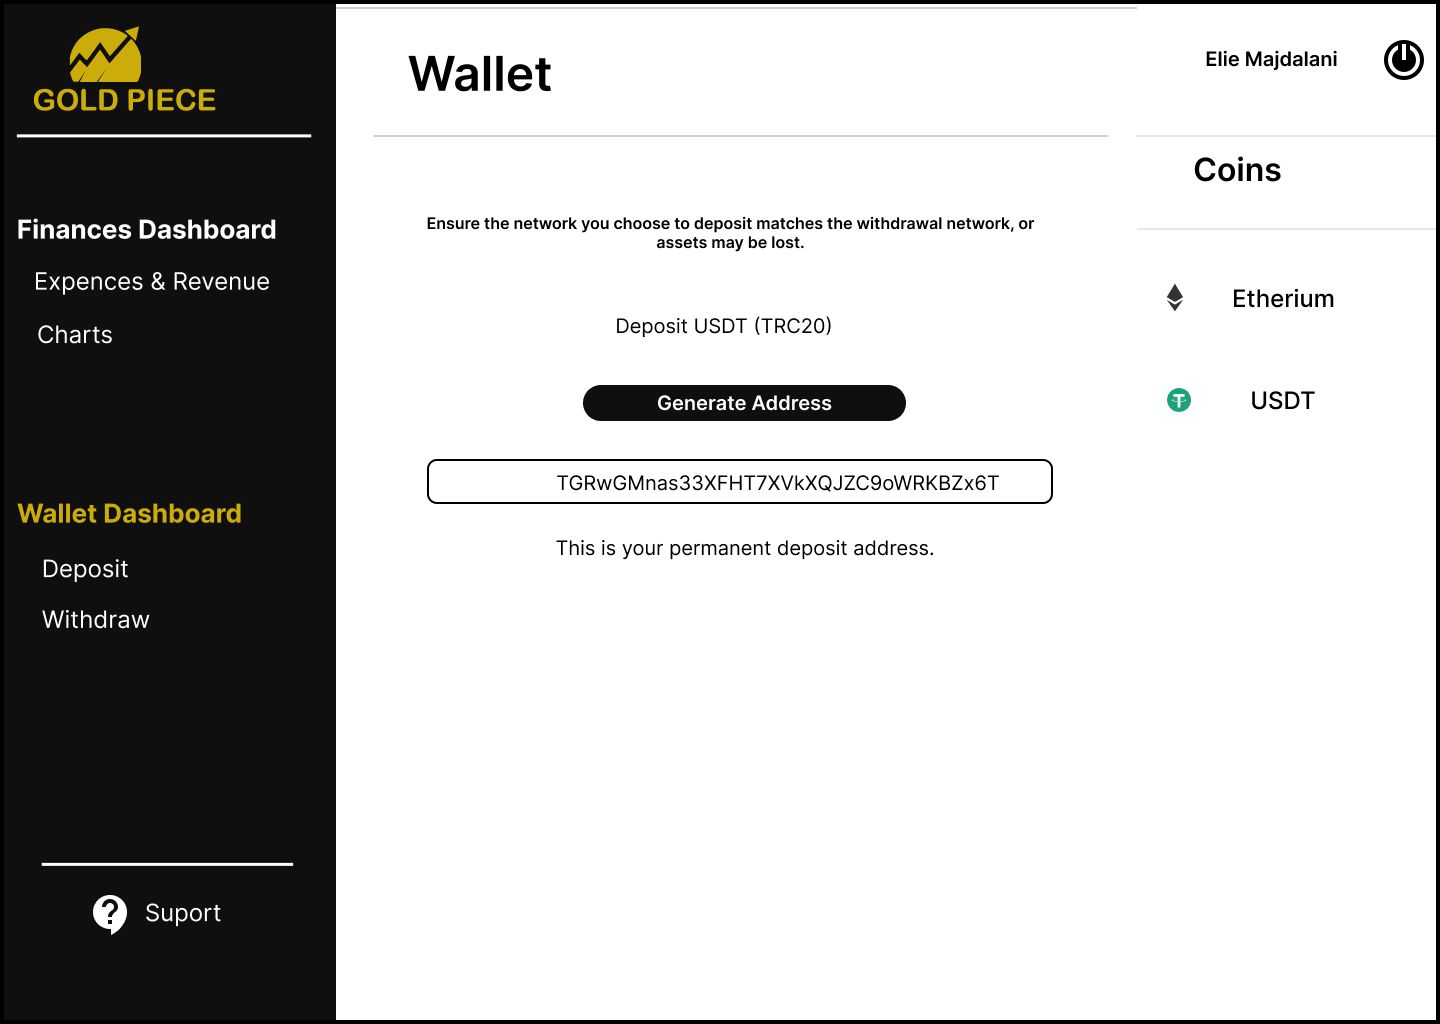 GOLD PIECE
Finances Dashboard
Expences & Revenue
Charts
Wallet Dashboard
Deposit
Withdraw
Suport
Wallet
Ensure the network you choose to deposit matches the withdrawal network, or
assets may be lost.
Deposit USDT (TRC20)
Generate Address
TGRwGMnas33XFHT7XVkXQJZC9oWRKBZx6T
This is your permanent deposit address.
Elie Majdalani
Coins
Etherium
USDT